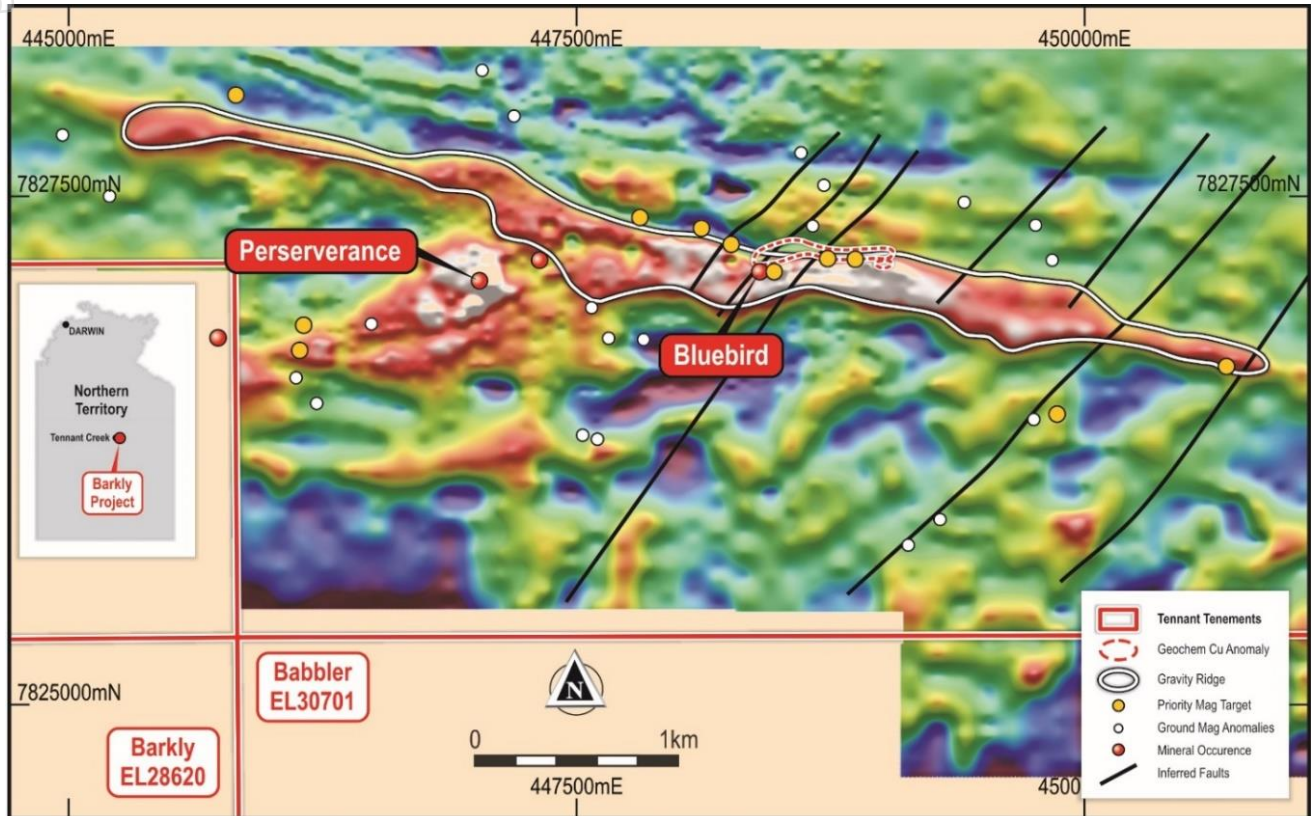 445000mE
447500mE
450000mE
7827500mN
7827500mN
Perserverance
Bluebird
DARWIN
Northern
Territory
Tennant Creek
Barkly
Project
Babbler
EL30701
7825000mN
Barkly
EL28620
N
0
1km
447500mE
Tennant Tenements
Geochem Cu Anomaly
Gravity Ridge
Priority Mag Target
Ground Mag Anomalies
Mineral Occurence
Inferred Faults